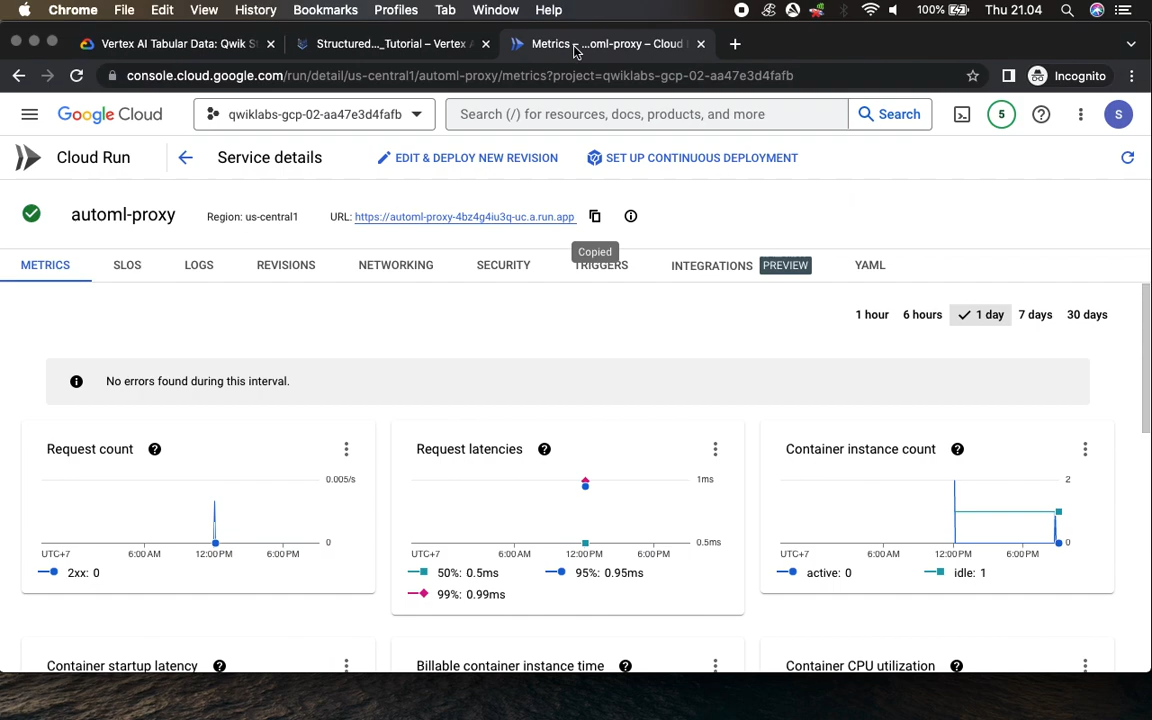 Chrome File Edit View History Bookmarks Profiles Tab Window Help 100% Thu 21.04
Vertex AI Tabular Data: Qwik S Structured..._Tutorial – Vertex A Metrics – ...oml-proxy – Cloud
console.cloud.google.com/run/detail/us-central1/automl-proxy/metrics?project=qwiklabs-gcp-02-aa47e3d4fafb Incognito
Google Cloud qwiklabs-gcp-02-aa47e3d4fafb Search (/) for resources, docs, products, and more Search 5 ? S
Cloud Run Service details EDIT & DEPLOY NEW REVISION SET UP CONTINUOUS DEPLOYMENT
automl-proxy Region: us-central1 URL: https://automl-proxy-4bz4g4iu3q-uc.a.run.app
Copied
METRICS SLOS LOGS REVISIONS NETWORKING SECURITY TRIGGERS INTEGRATIONS PREVIEW YAML
1 hour 6 hours 1 day 7 days 30 days
No errors found during this interval.
Request count ?
0.005/s
0
UTC+7 6:00 AM 12:00 PM 6:00 PM
2xx: 0
Request latencies ?
1ms
0.5ms
UTC+7 6:00 AM 12:00 PM 6:00 PM
50%: 0.5ms 95%: 0.95ms
99%: 0.99ms
Container instance count ?
2
0
UTC+7 6:00 AM 12:00 PM 6:00 PM
active: 0 idle: 1
Container startup latency ? Billable container instance time ? Container CPU utilization ?